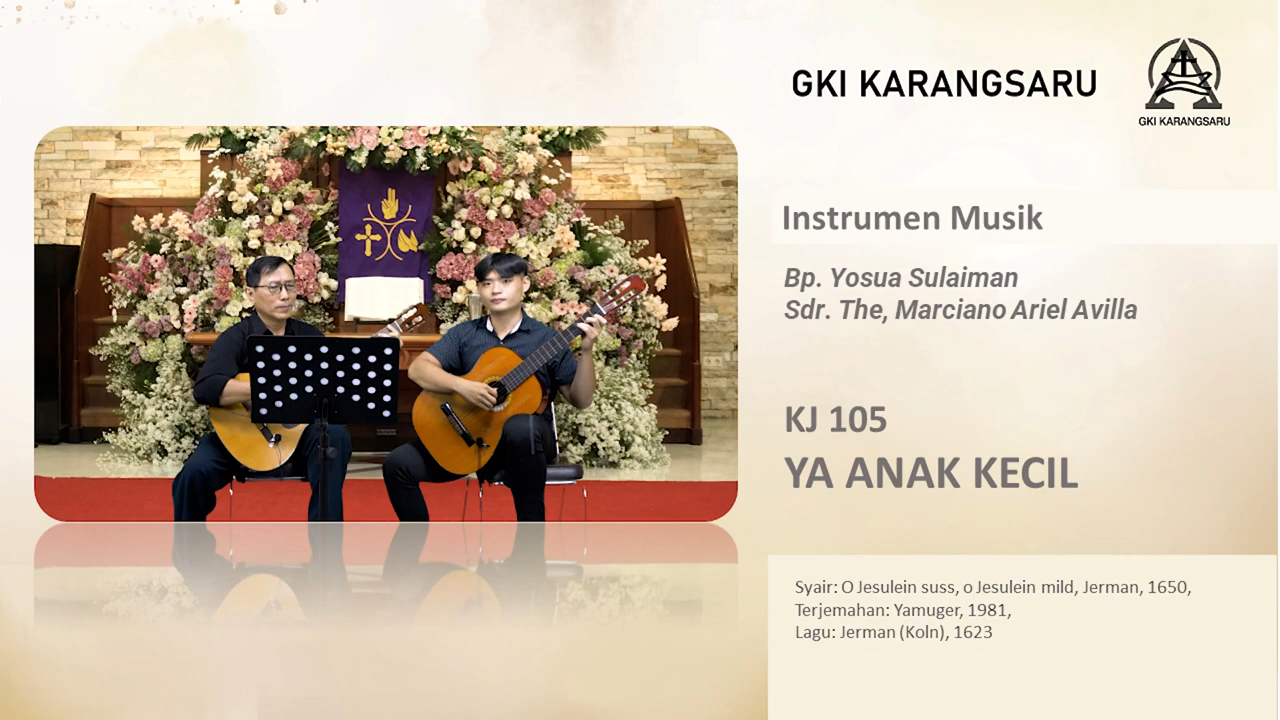 GKI KARANGSARU
GKI KARANGSARU
Instrumen Musik
Bp. Yosua Sulaiman
Sdr. The, Marciano Ariel Avilla
KJ 105
YA ANAK KECIL
Syair: O Jesulein suss, o Jesulein mild, Jerman, 1650,
Terjemahan: Yamuger, 1981,
Lagu: Jerman (Koln), 1623